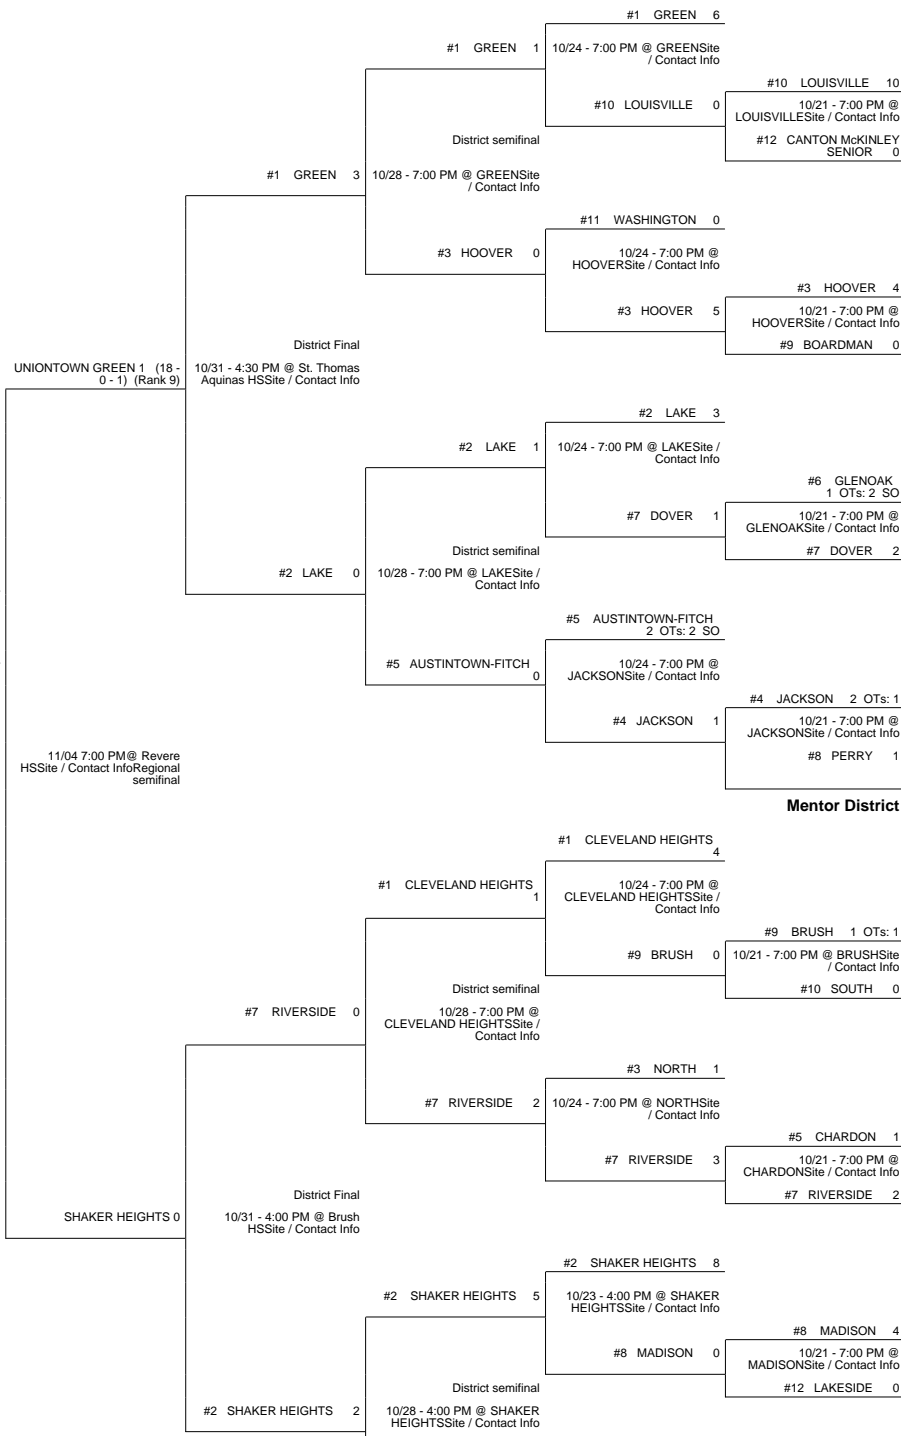 #1 GREEN 6
#1 GREEN 1
10/24 - 7:00 PM @ GREENSite
/ Contact Info
#10 LOUISVILLE 10
#10 LOUISVILLE 0
10/21 - 7:00 PM @
LOUISVILLESite / Contact Info
#12 CANTON McKINLEY
SENIOR 0
District semifinal
#1 GREEN 3
10/28 - 7:00 PM @ GREENSite
/ Contact Info
#11 WASHINGTON 0
#3 HOOVER 0
10/24 - 7:00 PM @
HOOVERSite / Contact Info
#3 HOOVER 4
#3 HOOVER 5
10/21 - 7:00 PM @
HOOVERSite / Contact Info
#9 BOARDMAN 0
District Final
UNIONTOWN GREEN 1 (18 -
0 - 1) (Rank 9)
10/31 - 4:30 PM @ St. Thomas
Aquinas HSSite / Contact Info
#2 LAKE 3
#2 LAKE 1
10/24 - 7:00 PM @ LAKESite /
Contact Info
#6 GLENOAK
1 OTs: 2 SO
#7 DOVER 1
10/21 - 7:00 PM @
GLENOAKSite / Contact Info
#7 DOVER 2
District semifinal
#2 LAKE 0
10/28 - 7:00 PM @ LAKESite /
Contact Info
#5 AUSTINTOWN-FITCH
2 OTs: 2 SO
#5 AUSTINTOWN-FITCH
0
10/24 - 7:00 PM @
JACKSONSite / Contact Info
#4 JACKSON 2 OTs: 1
#4 JACKSON 1
10/21 - 7:00 PM @
JACKSONSite / Contact Info
#8 PERRY 1
11/04 7:00 PM@ Revere
HSSite / Contact InfoRegional
semifinal
Mentor District
#1 CLEVELAND HEIGHTS
4
#1 CLEVELAND HEIGHTS
1
10/24 - 7:00 PM @
CLEVELAND HEIGHTSSite /
Contact Info
#9 BRUSH 1 OTs: 1
#9 BRUSH 0
10/21 - 7:00 PM @ BRUSHSite
/ Contact Info
#10 SOUTH 0
District semifinal
#7 RIVERSIDE 0
10/28 - 7:00 PM @
CLEVELAND HEIGHTSSite /
Contact Info
#3 NORTH 1
#7 RIVERSIDE 2
10/24 - 7:00 PM @ NORTHSite
/ Contact Info
#5 CHARDON 1
#7 RIVERSIDE 3
10/21 - 7:00 PM @
CHARDONSite / Contact Info
#7 RIVERSIDE 2
District Final
SHAKER HEIGHTS 0
10/31 - 4:00 PM @ Brush
HSSite / Contact Info
#2 SHAKER HEIGHTS 8
#2 SHAKER HEIGHTS 5
10/23 - 4:00 PM @ SHAKER
HEIGHTSSite / Contact Info
#8 MADISON 4
#8 MADISON 0
10/21 - 7:00 PM @
MADISONSite / Contact Info
#12 LAKESIDE 0
District semifinal
#2 SHAKER HEIGHTS 2
10/28 - 4:00 PM @ SHAKER
HEIGHTSSite / Contact Info